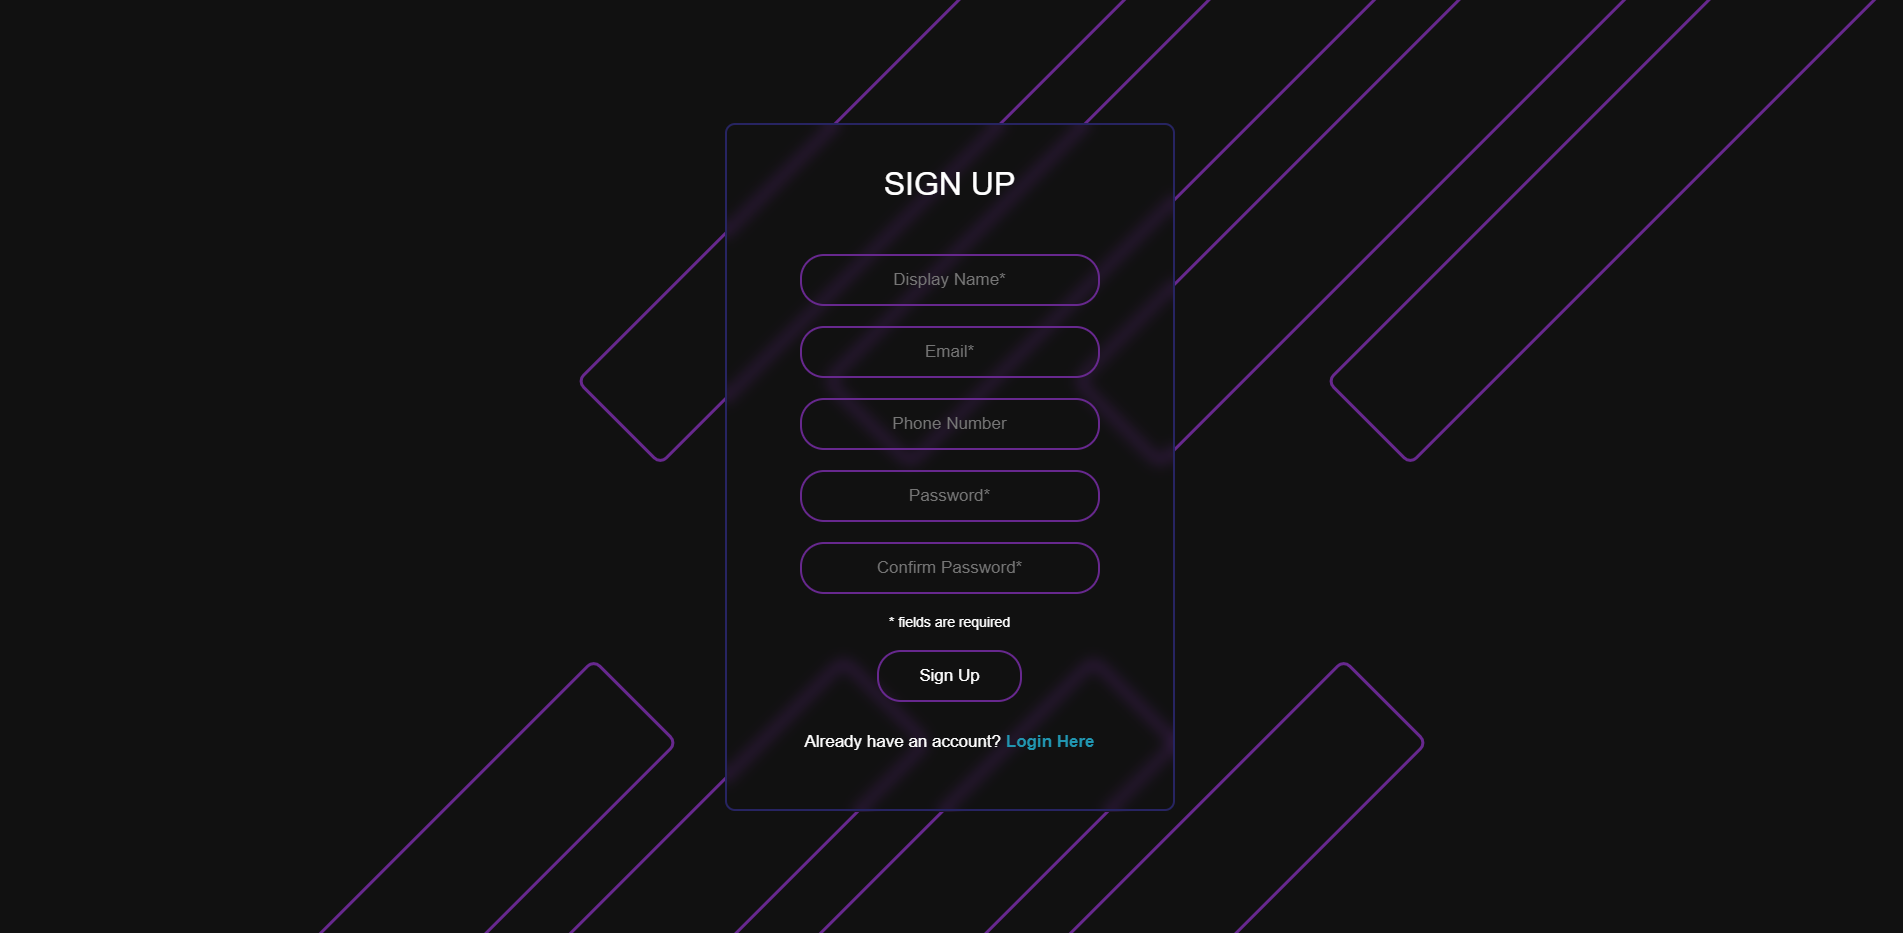 SIGN UP
Display Name*
Email*
Phone Number
Password*
Confirm Password*
* fields are required
Sign Up
Already have an account? Login Here